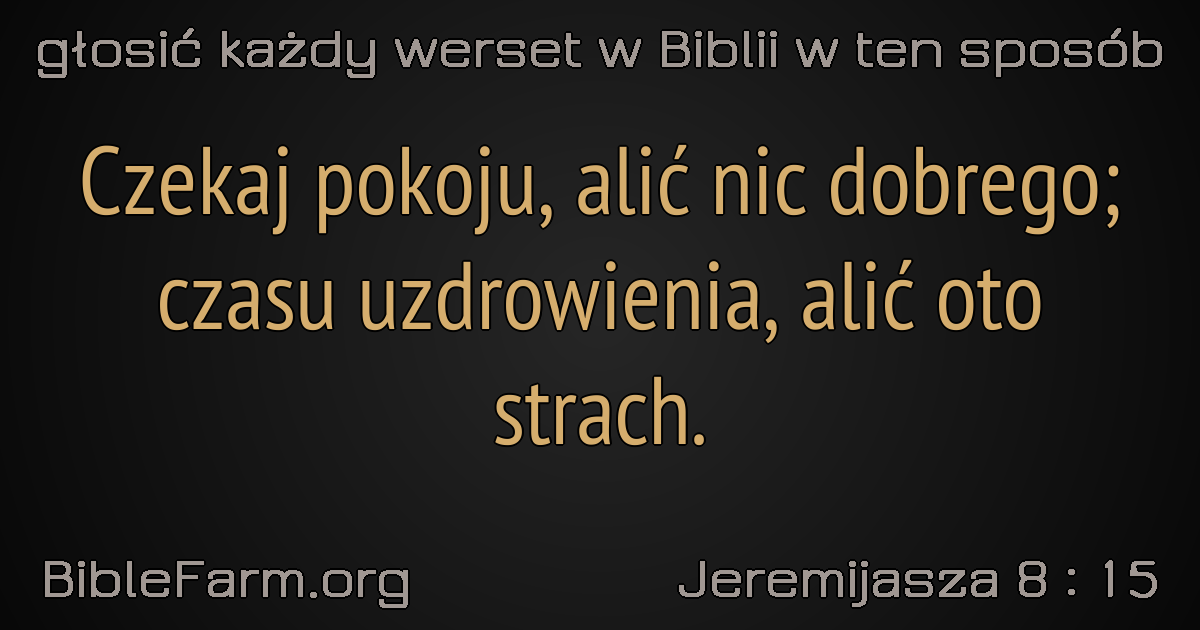 głosić każdy werset w Biblii w ten sposób
Czekaj pokoju, alić nic dobrego;
czasu uzdrowienia, alić oto
strach.
BibleFarm.org
Jeremijasza 8 : 15